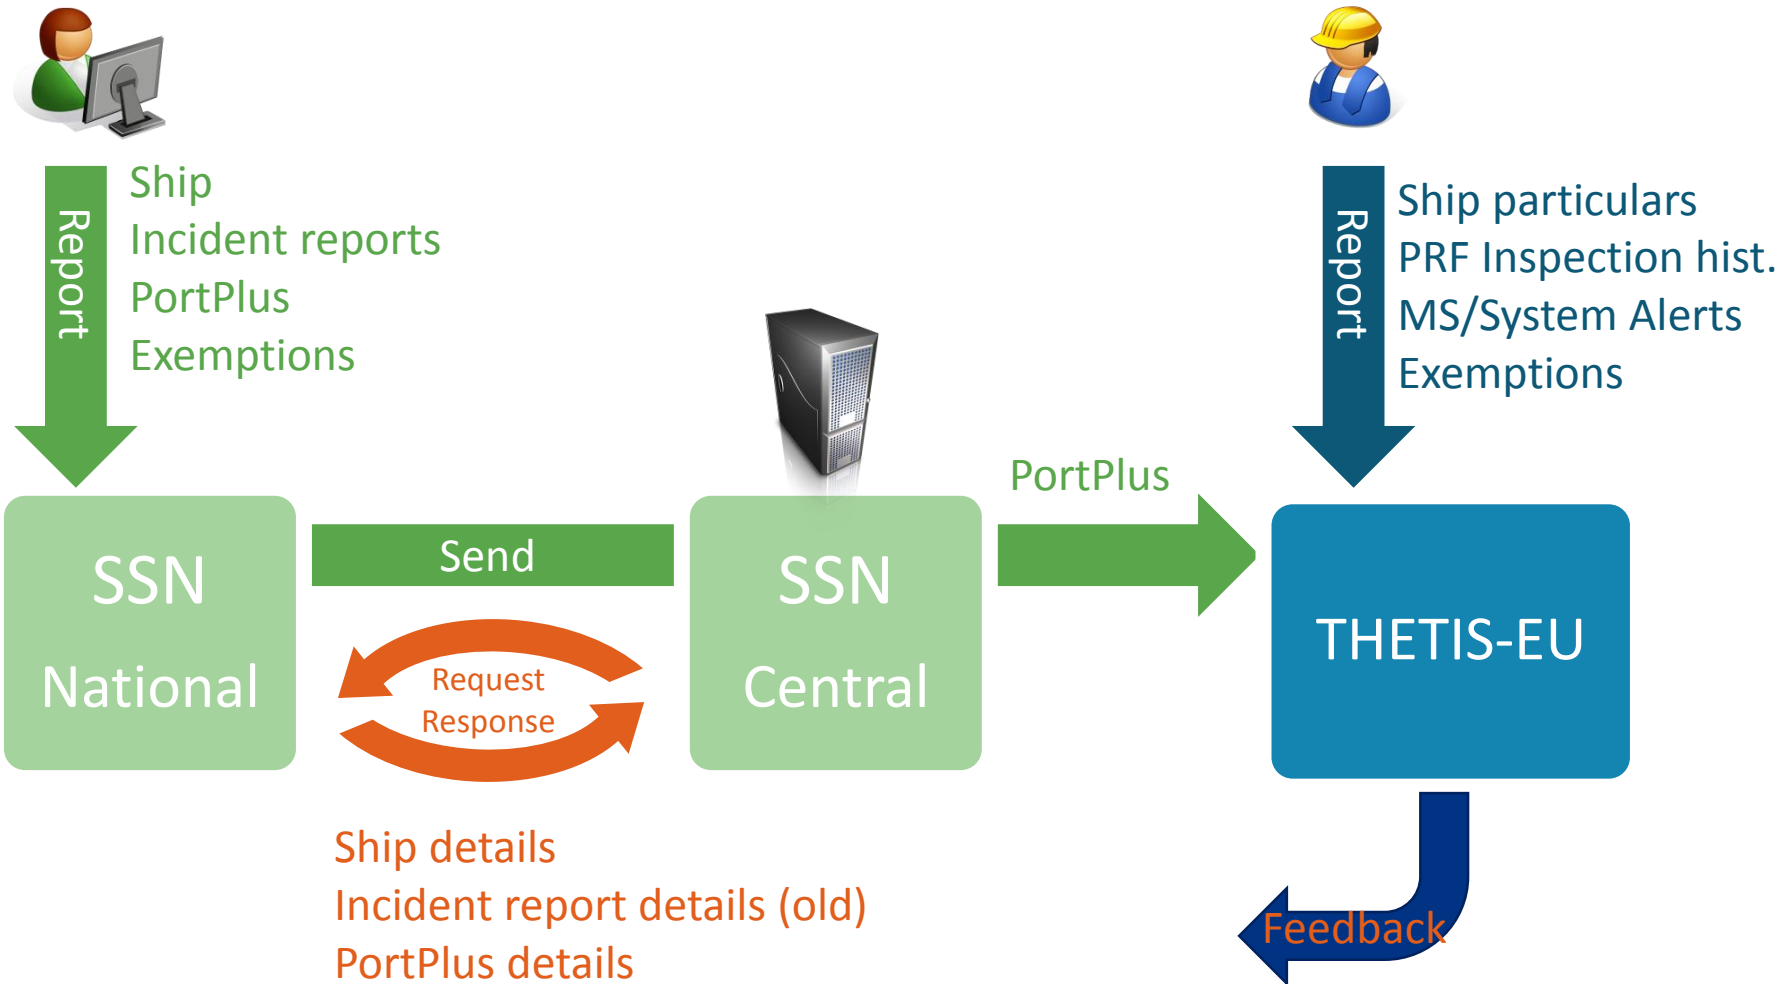 Report
Ship
Incident reports
PortPlus
Exemptions
Report
Ship particulars
PRF Inspection hist.
MS/System Alerts
Exemptions
SSN
National
Send
Request
Response
SSN
Central
PortPlus
THETIS-EU
Ship details
Incident report details (old)
PortPlus details
Feedback